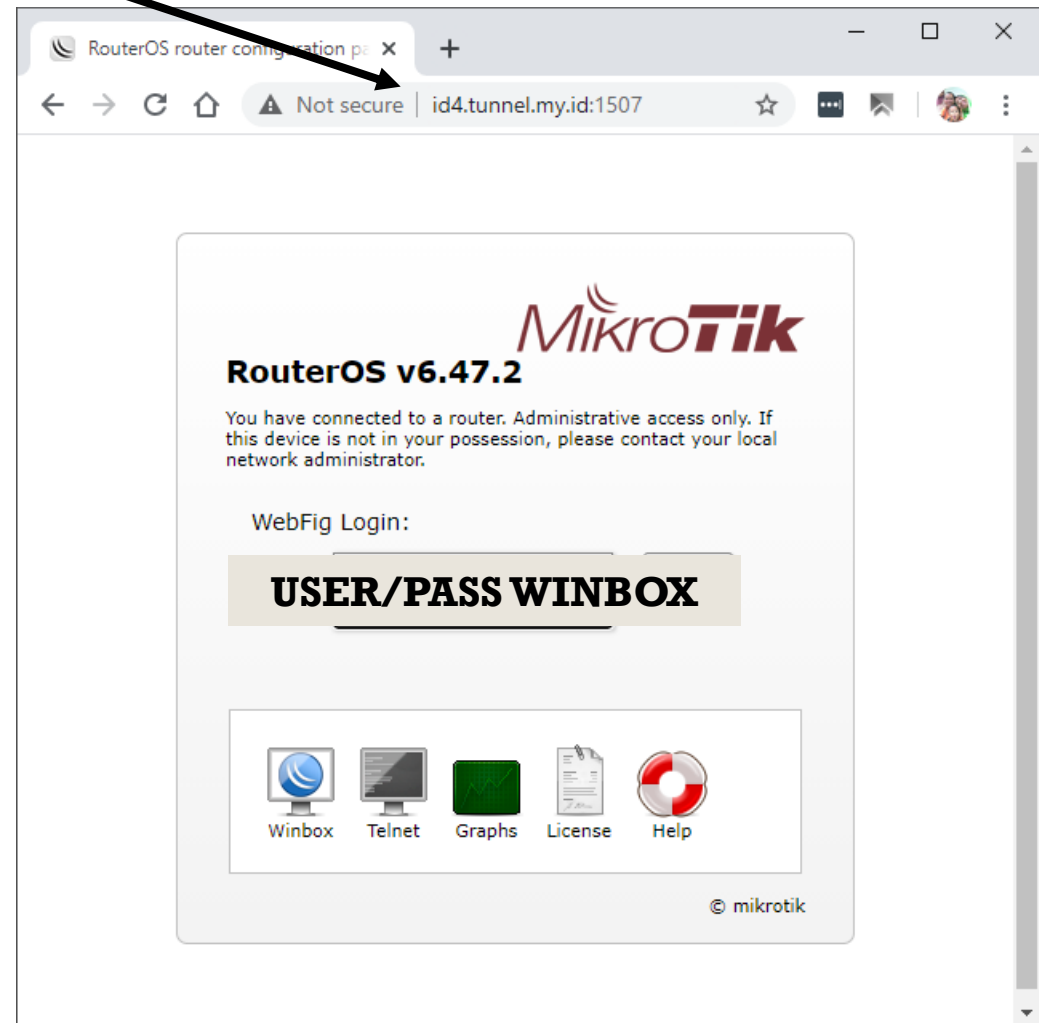 RouterOS router configuration pa
Not secure
id4.tunnel.my.id:1507
MikroTik
RouterOS v6.47.2
You have connected to a router. Administrative access only. If
this device is not in your possession, please contact your local
network administrator.
WebFig Login:
USER/PASS WINBOX
Winbox Telnet Graphs License Help
© mikrotik